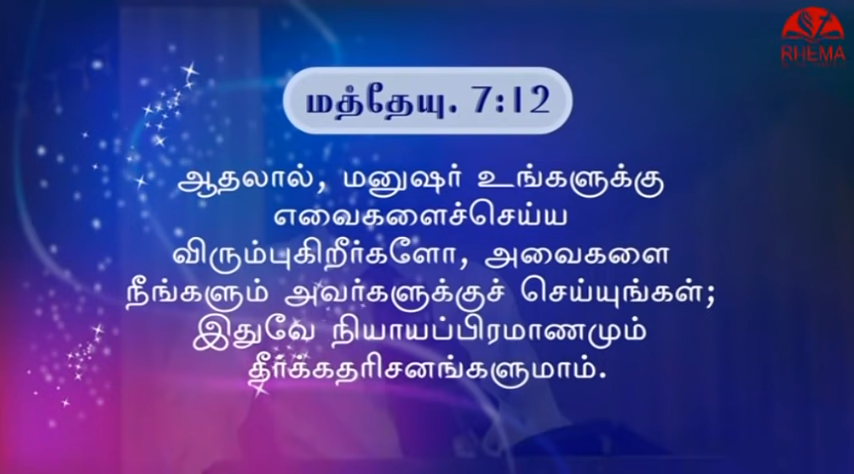 RHEMA
மத்தேயு. 7:12
ஆதலால், மனுஷர் உங்களுக்கு
எவைகளைச்செய்ய
விரும்புகிறீர்களோ, அவைகளை
நீங்களும் அவர்களுக்குச் செய்யுங்கள்;
இதுவே நியாயப்பிரமாணமும்
தீர்க்கதரிசனங்களுமாம்.